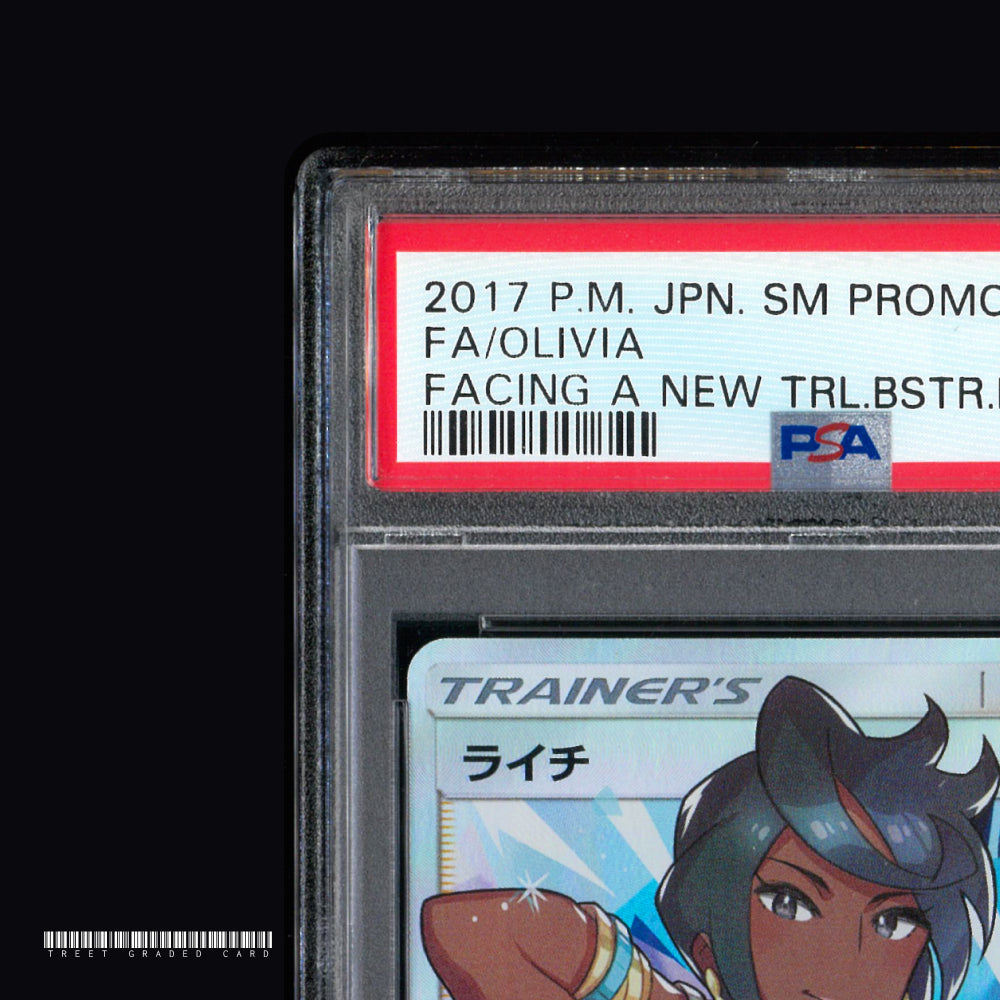 2017 P.M. JPN. SM PROMO
FA/OLIVIA
FACING A NEW TRL.BSTR.
PSA
TRAINER'S
ライチ
TREET GRADED CARD